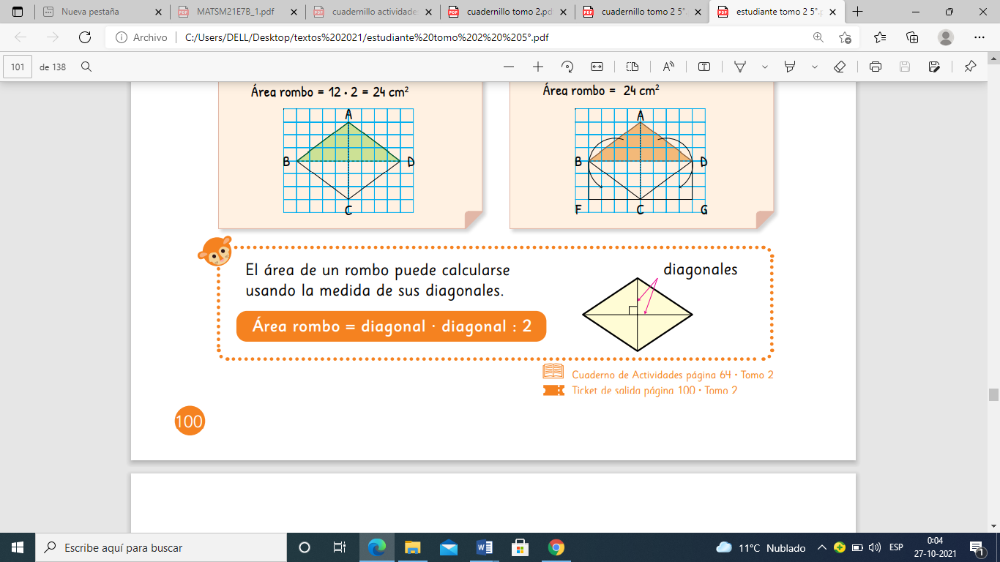 Nueva pestaña
MATSM21E7B_1.pdf
cuadernillo actividade
cuadernillo tomo 2.pd
cuadernillo tomo 2 5°.
estudiante tomo 2 5°.p
Archivo
C:/Users/DELL/Desktop/textos%202021/estudiante%20tomo%202%20%205°.pdf
101 de 138
Área rombo = 12 • 2 = 24 cm²
A
B
D
C
Área rombo = 24 cm²
A
B
D
F
C
G
El área de un rombo puede calcularse
usando la medida de sus diagonales.
Área rombo = diagonal · diagonal : 2
diagonales
Cuaderno de Actividades página 64 • Tomo 2
Ticket de salida página 100 • Tomo 2
100
Escribe aquí para buscar
11°C Nublado
ESP
0:04
27-10-2021
1